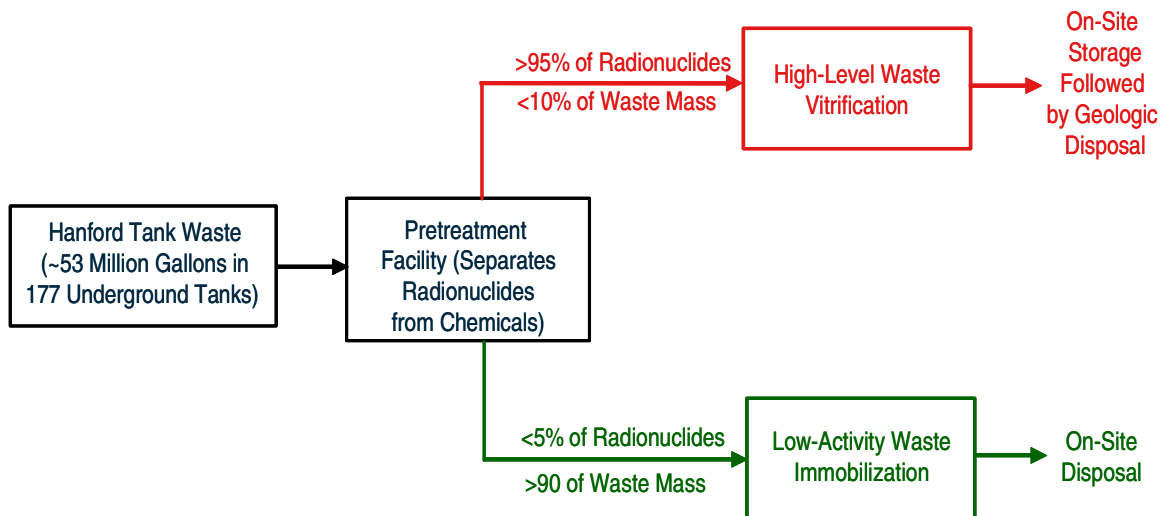 Hanford Tank Waste
(~53 Million Gallons in
177 Underground Tanks)
Pretreatment
Facility (Separates
Radionuclides
from Chemicals)
>95% of Radionuclides
<10% of Waste Mass
High-Level Waste
Vitrification
On-Site
Storage
Followed
by Geologic
Disposal
<5% of Radionuclides
>90 of Waste Mass
Low-Activity Waste
Immobilization
On-Site
Disposal